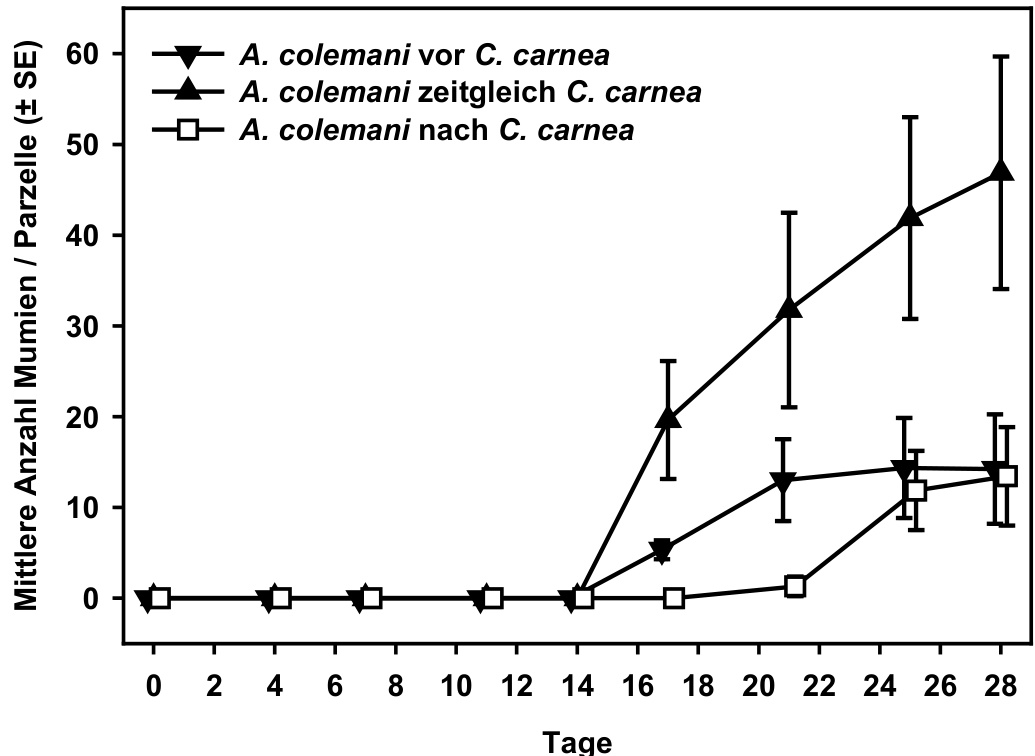 Mittlere Anzahl Mumien / Parzelle (± SE)
60
50
40
30
20
10
0
A. colemani vor C. carnea
A. colemani zeitgleich C. carnea
A. colemani nach C. carnea
0 2 4 6 8 10 12 14 16 18 20 22 24 26 28
Tage